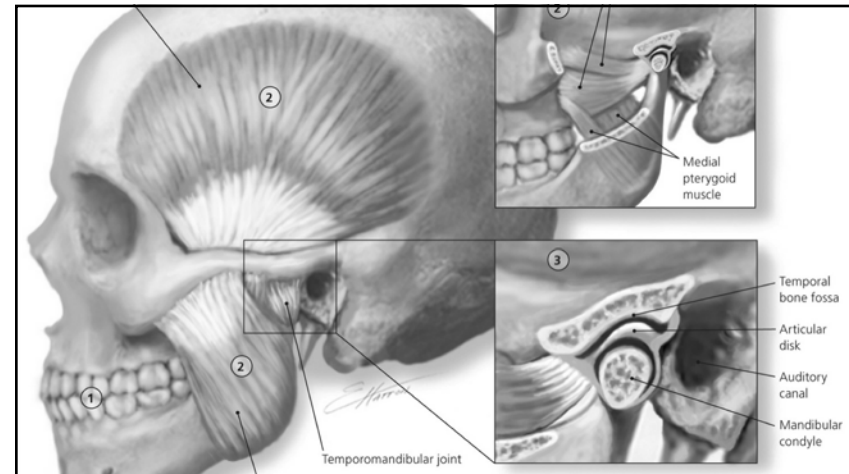 2
2
Medial
pterygoid
muscle
3
Temporal
bone fossa
Articular
disk
Auditory
canal
Mandibular
condyle
2
1
Temporomandibular joint